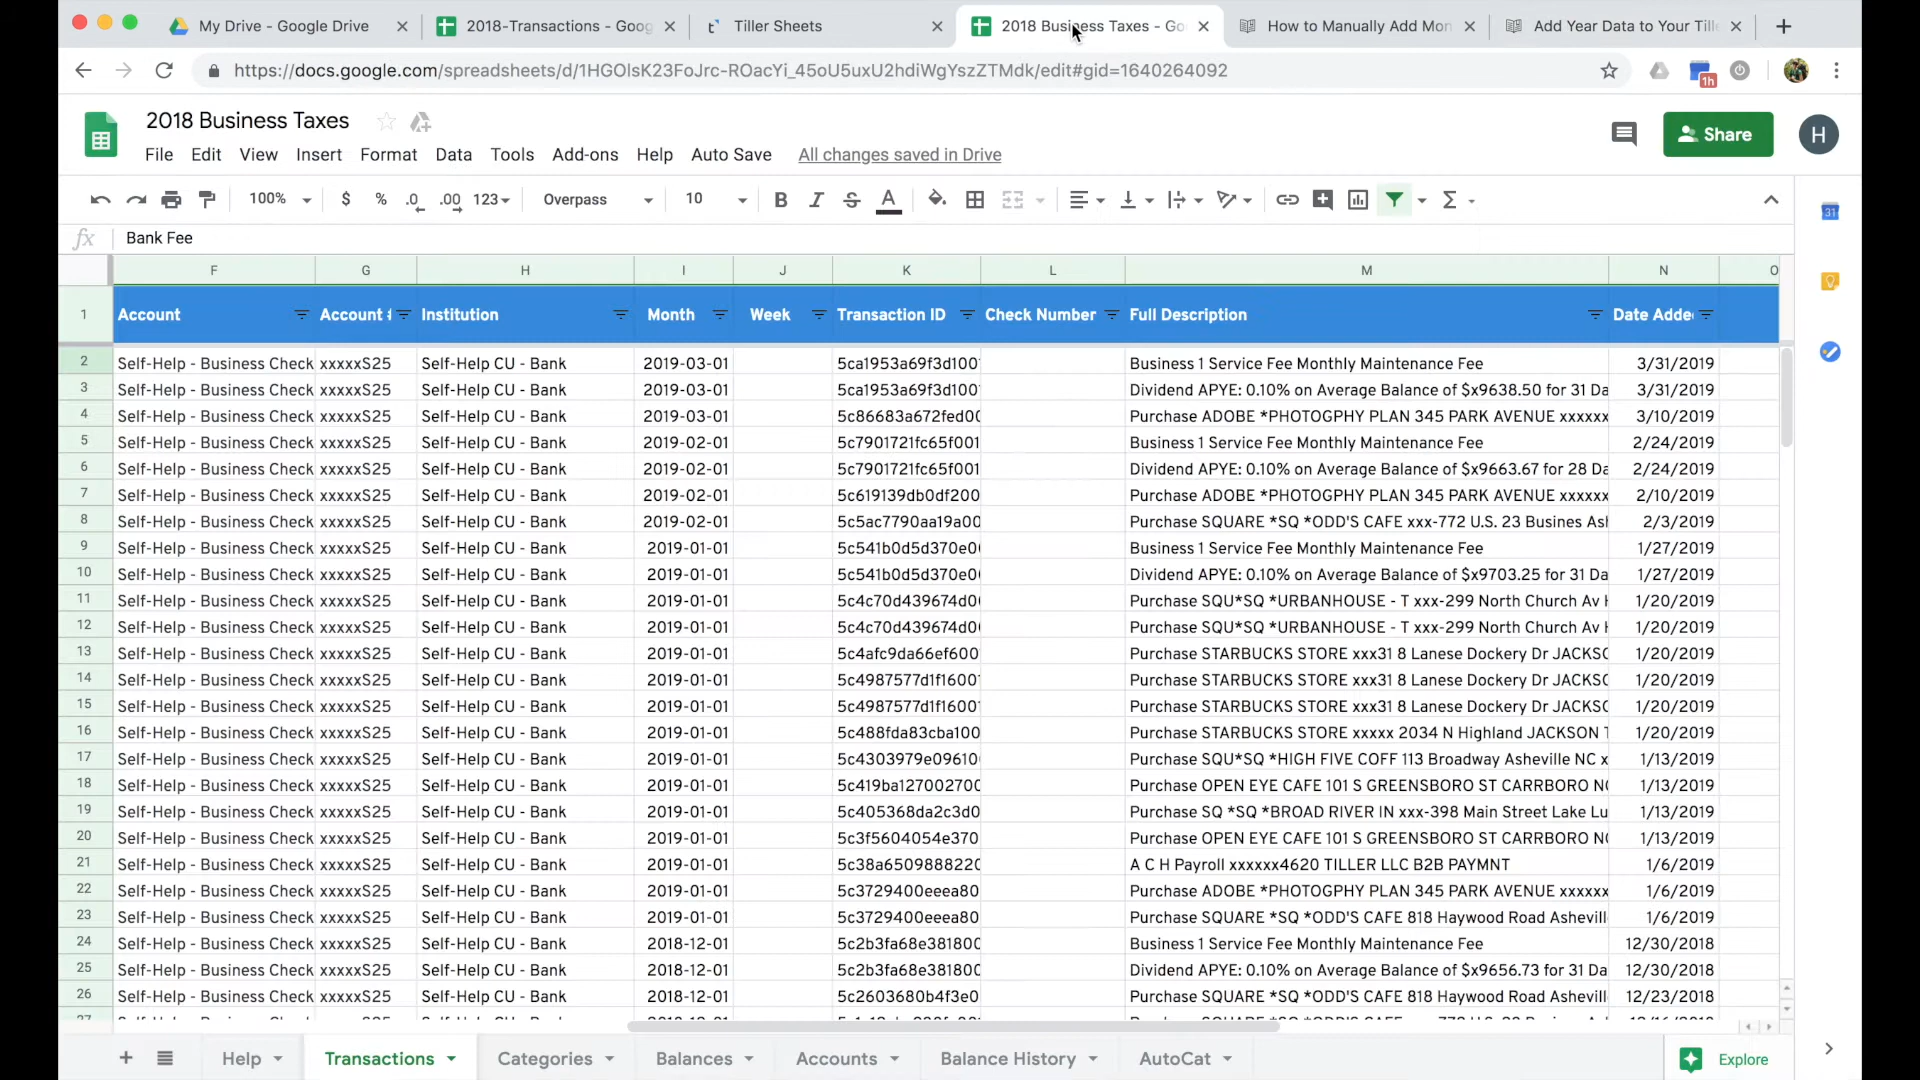 My Drive - Google Drive
2018-Transactions - Goog
Tiller Sheets
2018 Business Taxes - Go
How to Manually Add Mon
Add Year Data to Your Till
https://docs.google.com/spreadsheets/d/1HGOlsK23FoJrc-ROacYi_45oU5uxU2hdiWgYszZTMdk/edit#gid=1640264092
1h
2018 Business Taxes
File Edit View Insert Format Data Tools Add-ons Help Auto Save All changes saved in Drive
Share
H
100% $ % .0 .00 123 Overpass 10 B I S A Σ
31
fx Bank Fee
F G H I J K L M N O
1 Account Account # Institution Month Week Transaction ID Check Number Full Description Date Adde
2 Self-Help - Business Check xxxxxS25 Self-Help CU - Bank 2019-03-01 5ca1953a69f3d100 Business 1 Service Fee Monthly Maintenance Fee 3/31/2019
3 Self-Help - Business Check xxxxxS25 Self-Help CU - Bank 2019-03-01 5ca1953a69f3d100 Dividend APYE: 0.10% on Average Balance of $x9638.50 for 31 Da 3/31/2019
4 Self-Help - Business Check xxxxxS25 Self-Help CU - Bank 2019-03-01 5c86683a672fed00 Purchase ADOBE *PHOTOGPHY PLAN 345 PARK AVENUE xxxxxx 3/10/2019
5 Self-Help - Business Check xxxxxS25 Self-Help CU - Bank 2019-02-01 5c7901721fc65f001 Business 1 Service Fee Monthly Maintenance Fee 2/24/2019
6 Self-Help - Business Check xxxxxS25 Self-Help CU - Bank 2019-02-01 5c7901721fc65f001 Dividend APYE: 0.10% on Average Balance of $x9663.67 for 28 Da 2/24/2019
7 Self-Help - Business Check xxxxxS25 Self-Help CU - Bank 2019-02-01 5c619139db0df200 Purchase ADOBE *PHOTOGPHY PLAN 345 PARK AVENUE xxxxxx 2/10/2019
8 Self-Help - Business Check xxxxxS25 Self-Help CU - Bank 2019-02-01 5c5ac7790aa19a00 Purchase SQUARE *SQ *ODD'S CAFE xxx-772 U.S. 23 Busines Asl 2/3/2019
9 Self-Help - Business Check xxxxxS25 Self-Help CU - Bank 2019-01-01 5c541b0d5d370e0 Business 1 Service Fee Monthly Maintenance Fee 1/27/2019
10 Self-Help - Business Check xxxxxS25 Self-Help CU - Bank 2019-01-01 5c541b0d5d370e0 Dividend APYE: 0.10% on Average Balance of $x9703.25 for 31 Da 1/27/2019
11 Self-Help - Business Check xxxxxS25 Self-Help CU - Bank 2019-01-01 5c4c70d439674d0 Purchase SQU*SQ *URBANHOUSE - T xxx-299 North Church Av 1/20/2019
12 Self-Help - Business Check xxxxxS25 Self-Help CU - Bank 2019-01-01 5c4c70d439674d0 Purchase SQU*SQ *URBANHOUSE - T xxx-299 North Church Av 1/20/2019
13 Self-Help - Business Check xxxxxS25 Self-Help CU - Bank 2019-01-01 5c4afc9da66ef600 Purchase STARBUCKS STORE xxx31 8 Lanese Dockery Dr JACKSO 1/20/2019
14 Self-Help - Business Check xxxxxS25 Self-Help CU - Bank 2019-01-01 5c4987577d1f1600 Purchase STARBUCKS STORE xxx31 8 Lanese Dockery Dr JACKSO 1/20/2019
15 Self-Help - Business Check xxxxxS25 Self-Help CU - Bank 2019-01-01 5c4987577d1f1600 Purchase STARBUCKS STORE xxx31 8 Lanese Dockery Dr JACKSO 1/20/2019
16 Self-Help - Business Check xxxxxS25 Self-Help CU - Bank 2019-01-01 5c488fda83cba100 Purchase STARBUCKS STORE xxxxx 2034 N Highland JACKSON T 1/20/2019
17 Self-Help - Business Check xxxxxS25 Self-Help CU - Bank 2019-01-01 5c4303979e09610 Purchase SQU*SQ *HIGH FIVE COFF 113 Broadway Asheville NC x 1/13/2019
18 Self-Help - Business Check xxxxxS25 Self-Help CU - Bank 2019-01-01 5c419ba127002700 Purchase OPEN EYE CAFE 101 S GREENSBORO ST CARRBORO NC 1/13/2019
19 Self-Help - Business Check xxxxxS25 Self-Help CU - Bank 2019-01-01 5c405368da2c3d0 Purchase SQ *SQ *BROAD RIVER IN xxx-398 Main Street Lake Lu 1/13/2019
20 Self-Help - Business Check xxxxxS25 Self-Help CU - Bank 2019-01-01 5c3f5604054e370 Purchase OPEN EYE CAFE 101 S GREENSBORO ST CARRBORO NC 1/13/2019
21 Self-Help - Business Check xxxxxS25 Self-Help CU - Bank 2019-01-01 5c38a6509888220 A C H Payroll xxxxxx4620 TILLER LLC B2B PAYMNT 1/6/2019
22 Self-Help - Business Check xxxxxS25 Self-Help CU - Bank 2019-01-01 5c3729400eeea80 Purchase ADOBE *PHOTOGPHY PLAN 345 PARK AVENUE xxxxxx 1/6/2019
23 Self-Help - Business Check xxxxxS25 Self-Help CU - Bank 2019-01-01 5c3729400eeea80 Purchase SQUARE *SQ *ODD'S CAFE 818 Haywood Road Ashevill 1/6/2019
24 Self-Help - Business Check xxxxxS25 Self-Help CU - Bank 2018-12-01 5c2b3fa68e381800 Business 1 Service Fee Monthly Maintenance Fee 12/30/2018
25 Self-Help - Business Check xxxxxS25 Self-Help CU - Bank 2018-12-01 5c2b3fa68e381800 Dividend APYE: 0.10% on Average Balance of $x9656.73 for 31 Da 12/30/2018
26 Self-Help - Business Check xxxxxS25 Self-Help CU - Bank 2018-12-01 5c2603680b4f3e0 Purchase SQUARE *SQ *ODD'S CAFE 818 Haywood Road Ashevill 12/23/2018
Help Transactions Categories Balances Accounts Balance History AutoCat Explore